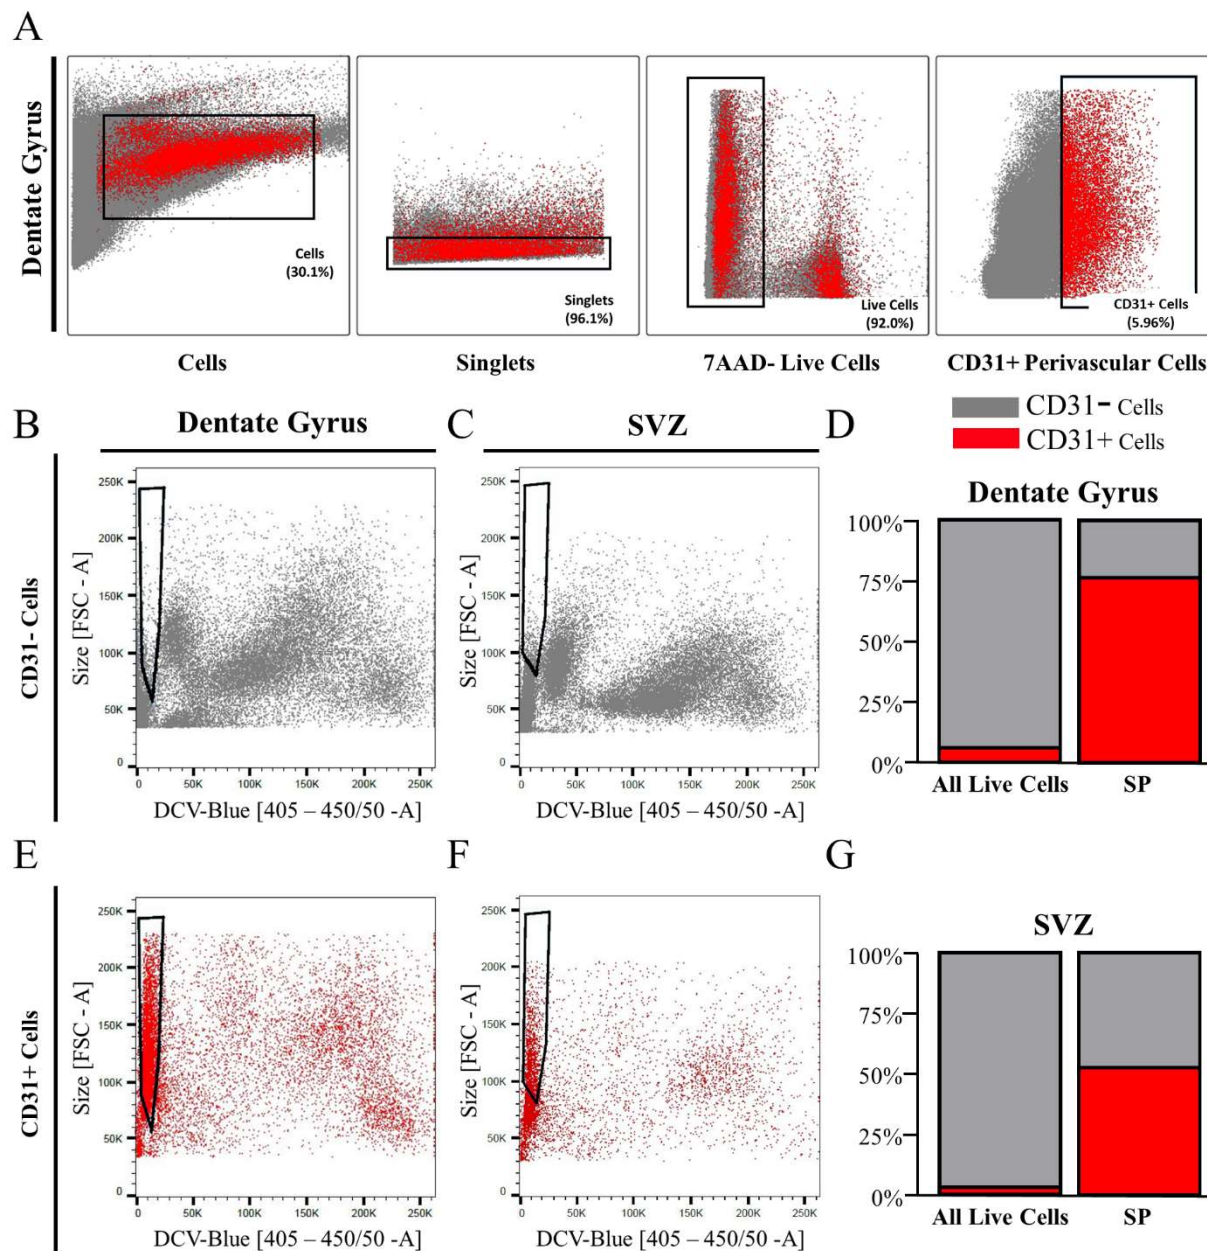 A
Dentate Gyrus
Cells
(30.1%)
Singlets
(96.1%)
Live Cells
(92.0%)
CD31+ Cells
(5.96%)
Cells
Singlets
7AAD- Live Cells
CD31+ Perivascular Cells
CD31- Cells
CD31+ Cells
B
Dentate Gyrus
C
SVZ
D
CD31- Cells
Size [FSC - A]
250K
200K
150K
100K
50K
0
0 50K 100K 150K 200K 250K
DCV-Blue [405 – 450/50 -A]
Size [FSC - A]
250K
200K
150K
100K
50K
0
0 50K 100K 150K 200K 250K
DCV-Blue [405 – 450/50 -A]
Dentate Gyrus
100%
75%
50%
25%
0%
All Live Cells SP
E
F
G
CD31+ Cells
Size [FSC - A]
250K
200K
150K
100K
50K
0
0 50K 100K 150K 200K 250K
DCV-Blue [405 – 450/50 -A]
Size [FSC - A]
250K
200K
150K
100K
50K
0
0 50K 100K 150K 200K 250K
DCV-Blue [405 – 450/50 -A]
SVZ
100%
75%
50%
25%
0%
All Live Cells SP